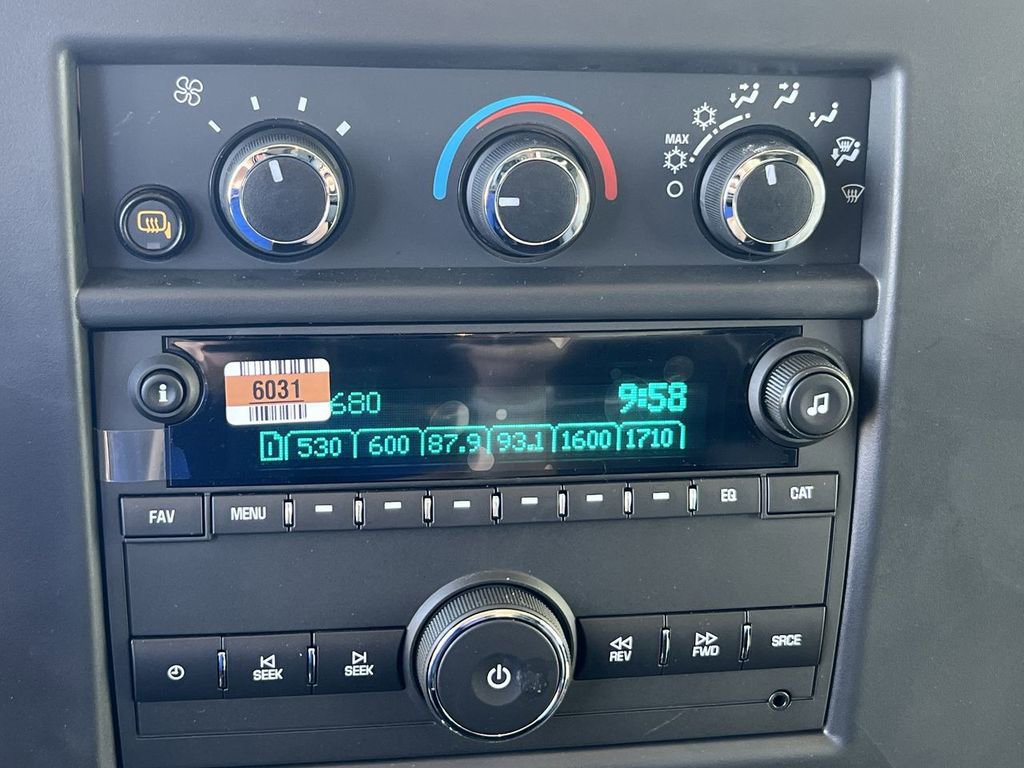 MAX
6031
680
9:58
1 530 600 87.9 93.1 1600 1710
FAV
MENU
EQ
CAT
SEEK
SEEK
REV
FWD
SRCE
i